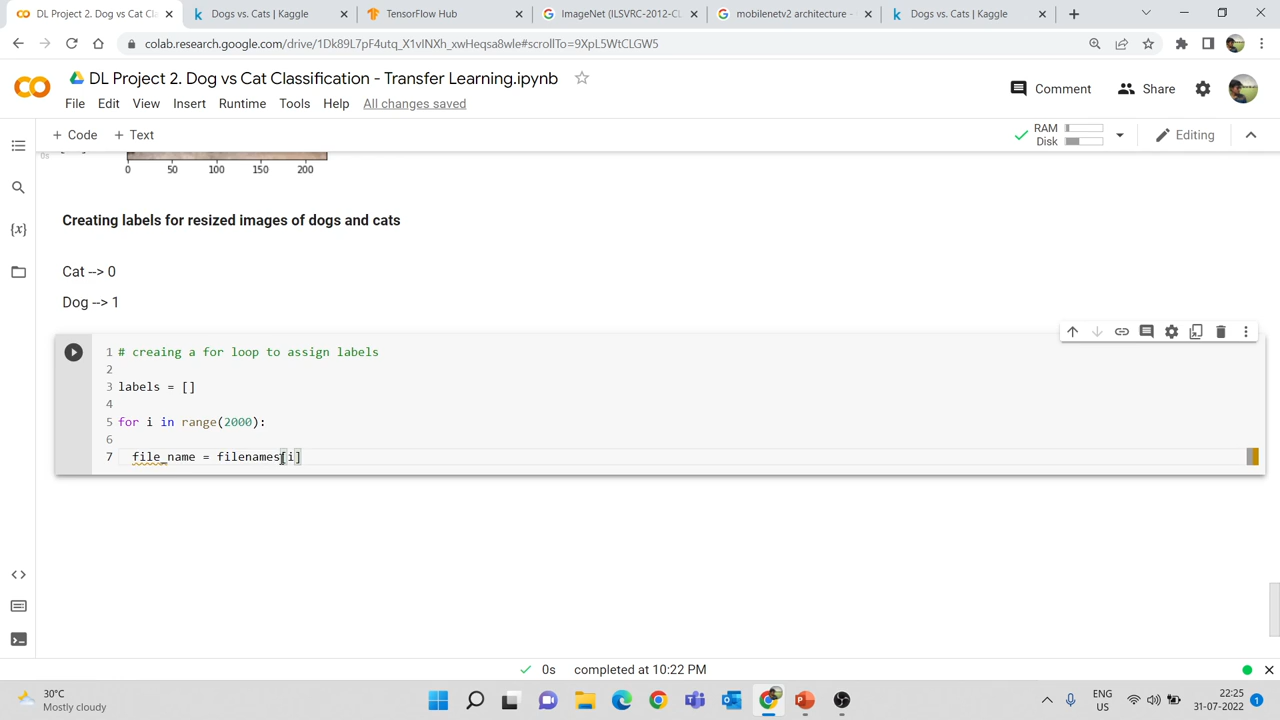 DL Project 2. Dog vs Cat Cl
Dogs vs. Cats | Kaggle
TensorFlow Hub
ImageNet (ILSVRC-2012-CL
mobilenetv2 architecture -
Dogs vs. Cats | Kaggle
colab.research.google.com/drive/1Dk89L7pF4utq_X1vINXh_xwHeqsa8wle#scrollTo=9XpL5WtCLGW5
DL Project 2. Dog vs Cat Classification - Transfer Learning.ipynb
File Edit View Insert Runtime Tools Help All changes saved
Comment
Share
+ Code + Text
RAM
Disk
Editing
0s
0 50 100 150 200
Creating labels for resized images of dogs and cats
Cat --> 0
Dog --> 1
1 # creaing a for loop to assign labels
2
3 labels = []
4
5 for i in range(2000):
6
7 file_name = filenames[i]
0s completed at 10:22 PM
30°C
Mostly cloudy
ENG
US
22:25
31-07-2022
1